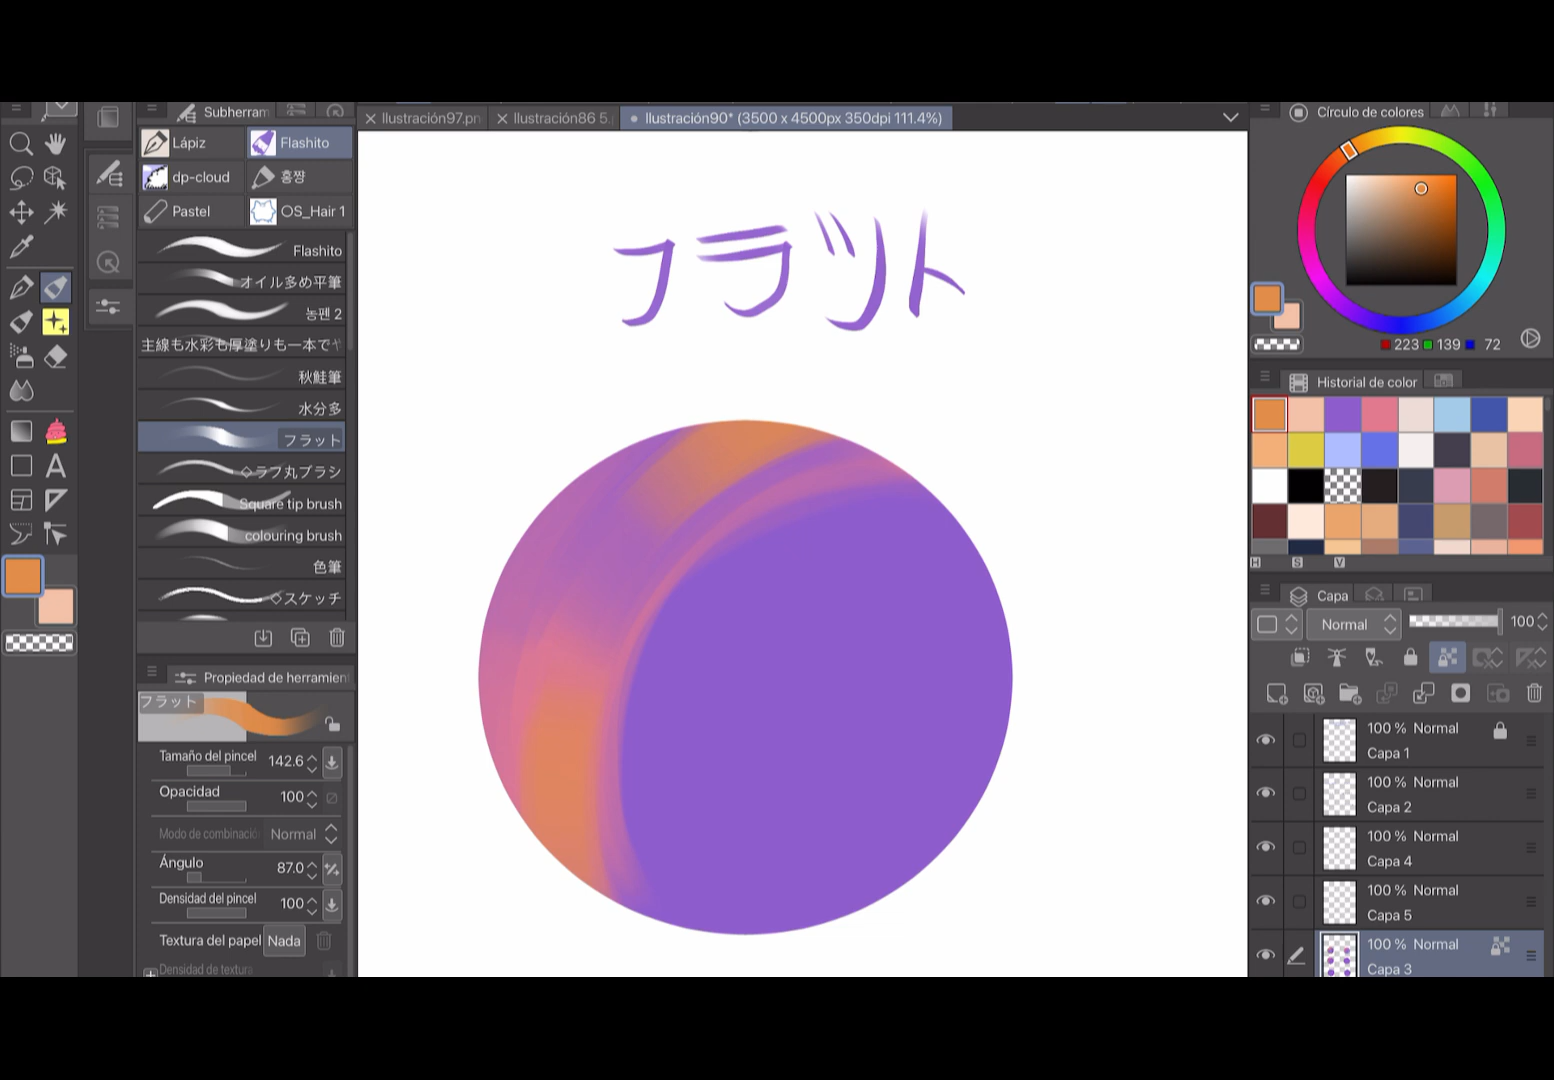 Subherram
Lápiz
Flashito
dp-cloud
홍짱
Pastel
OS_Hair 1
Flashito
オイル多め平筆
농펜 2
主線も水彩も厚塗りも一本でヤ
秋鮭筆
水分多
フラット
◇ラフ丸ブラシ
Square tip brush
colouring brush
色筆
◇スケッチ
Propiedad de herramien
フラット
Tamaño del pincel 142.6
Opacidad 100
Modo de combinació Normal
Ángulo 87.0
Densidad del pincel 100
Textura del papel Nada
Densidad de textura
Ilustración97.pn
Ilustración86 5.
Ilustración90* (3500 x 4500px 350dpi 111.4%)
フラット
Círculo de colores
223 139 72
Historial de color
H S V
Capa
Normal 100
100 % Normal
Capa 1
100 % Normal
Capa 2
100 % Normal
Capa 4
100 % Normal
Capa 5
100 % Normal
Capa 3